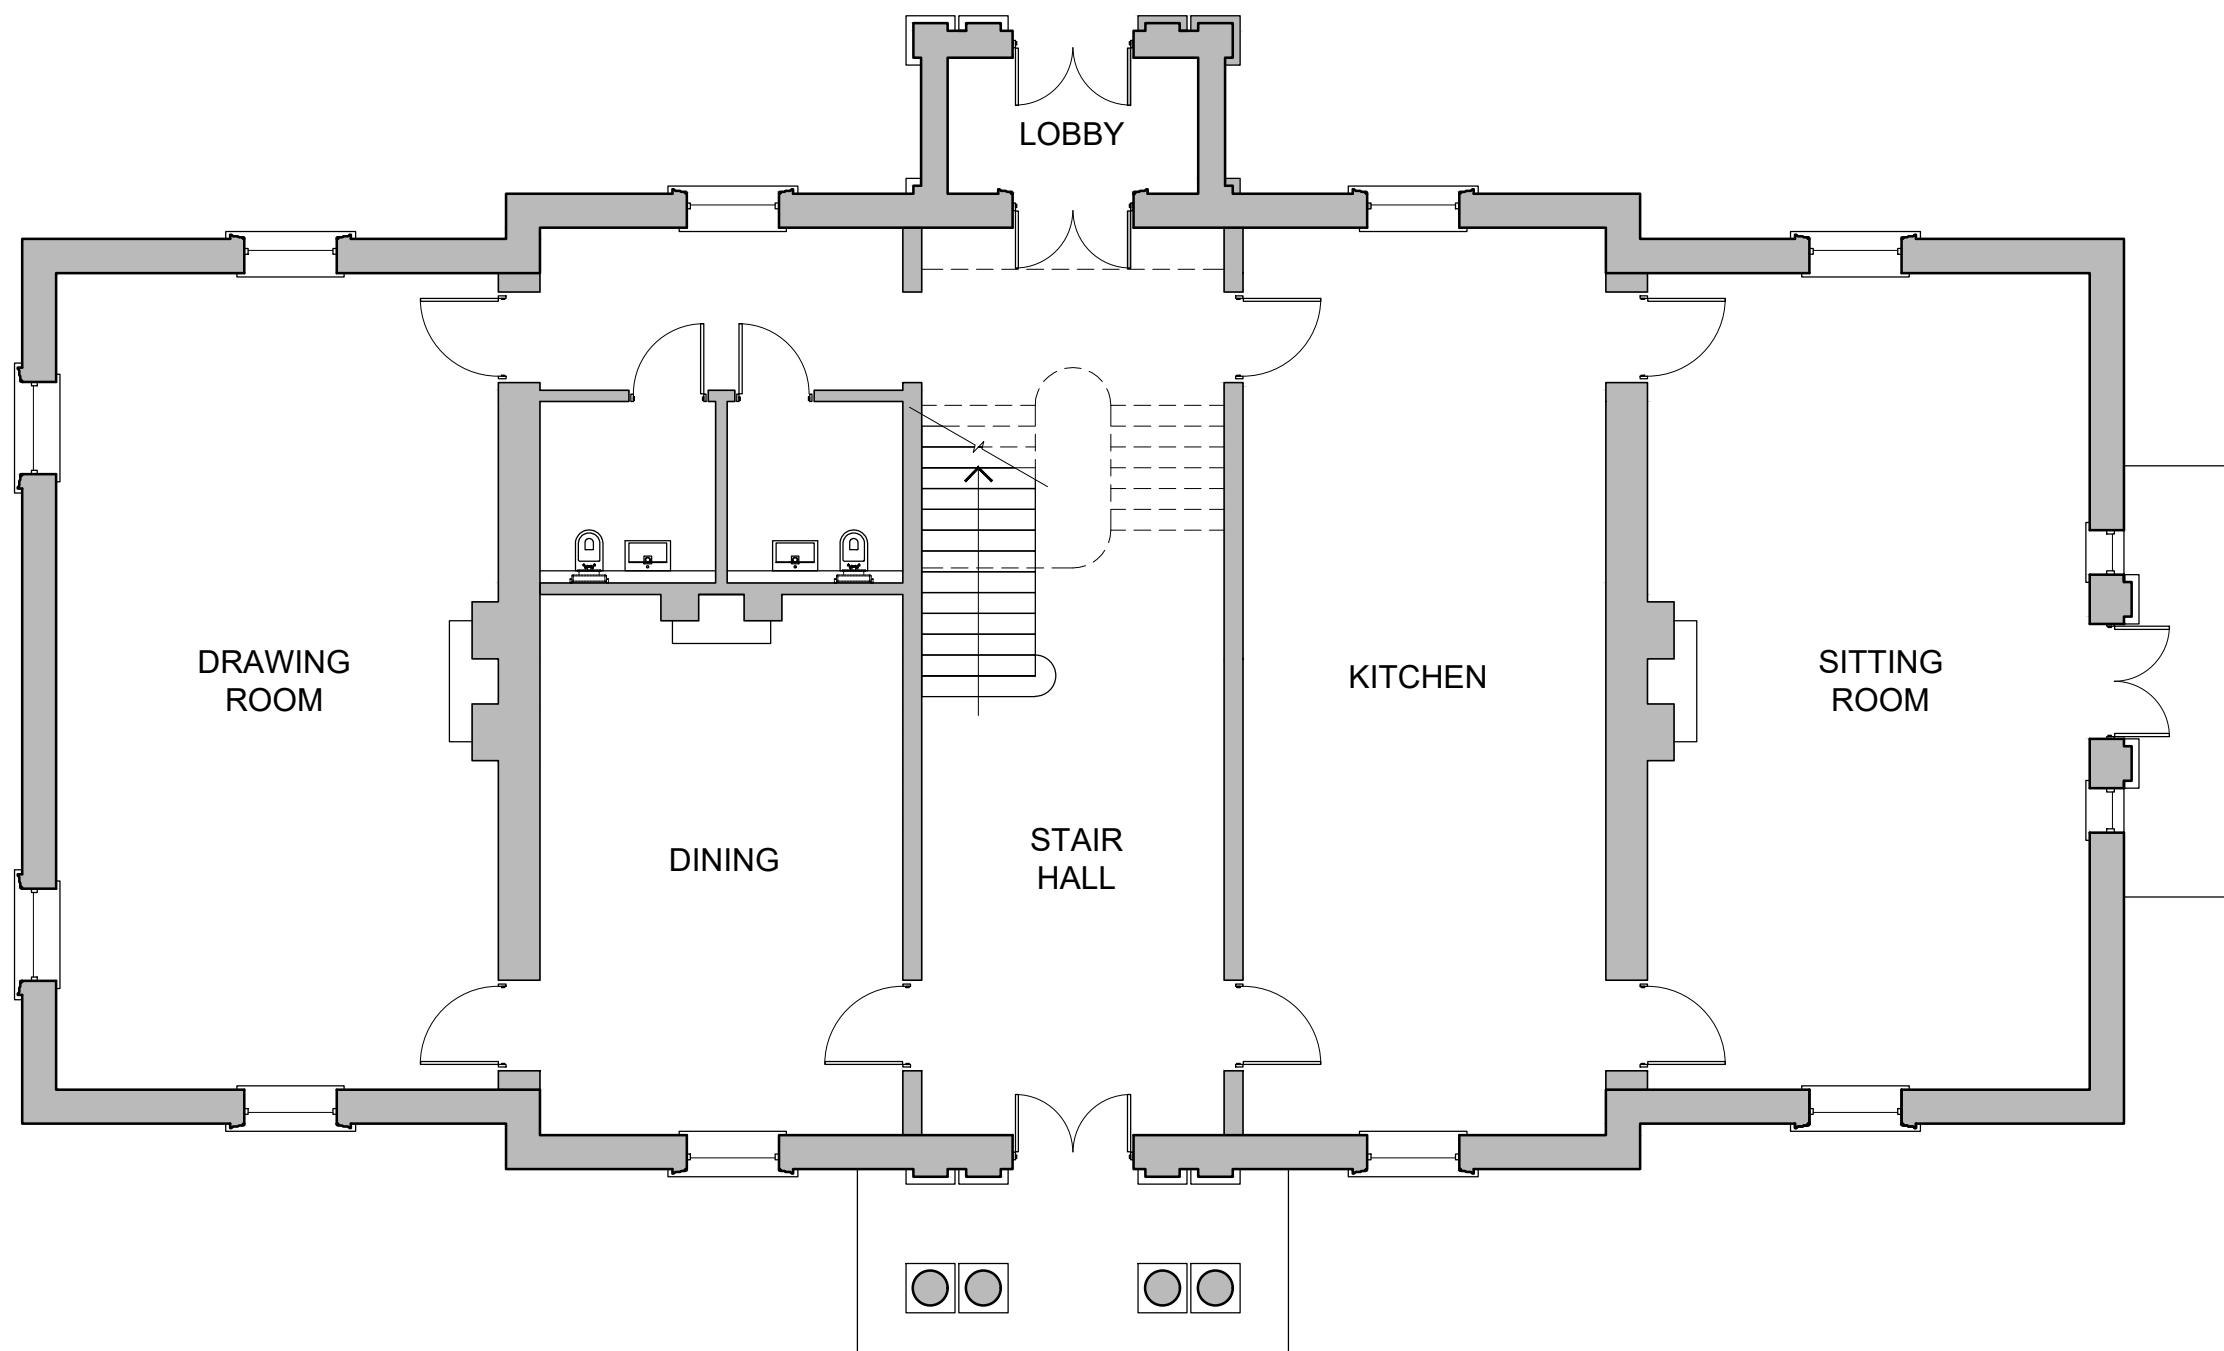 LOBBY
DRAWING
ROOM
DINING
STAIR
HALL
KITCHEN
SITTING
ROOM